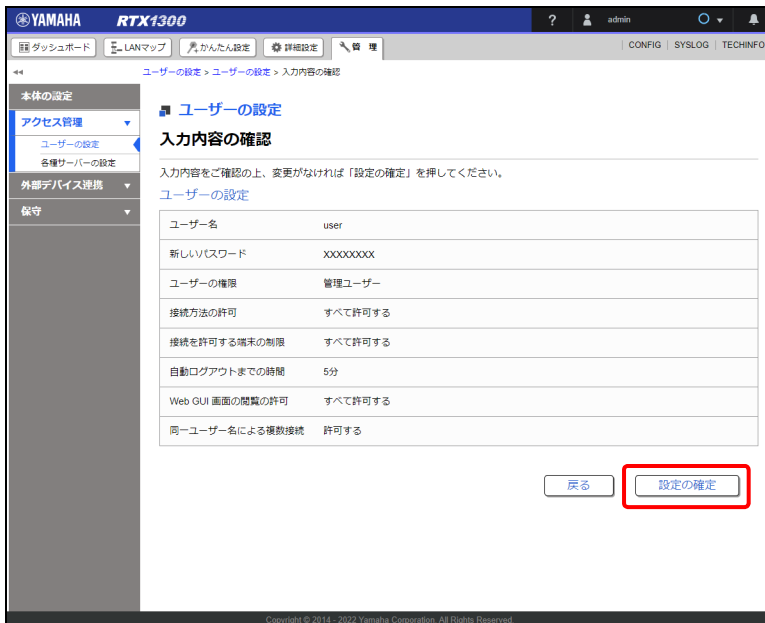 YAMAHA RTX1300 ? admin
ダッシュボード LANマップ かんたん設定 詳細設定 管 理 CONFIG SYSLOG TECHINFO
ユーザーの設定 > ユーザーの設定 > 入力内容の確認
本体の設定
アクセス管理
ユーザーの設定
各種サーバーの設定
外部デバイス連携
保守
ユーザーの設定
入力内容の確認
入力内容をご確認の上、変更がなければ「設定の確定」を押してください。
ユーザーの設定
ユーザー名 user
新しいパスワード XXXXXXXX
ユーザーの権限 管理ユーザー
接続方法の許可 すべて許可する
接続を許可する端末の制限 すべて許可する
自動ログアウトまでの時間 5分
Web GUI 画面の閲覧の許可 すべて許可する
同一ユーザー名による複数接続 許可する
戻る 設定の確定
Copyright © 2014 - 2022 Yamaha Corporation. All Rights Reserved.